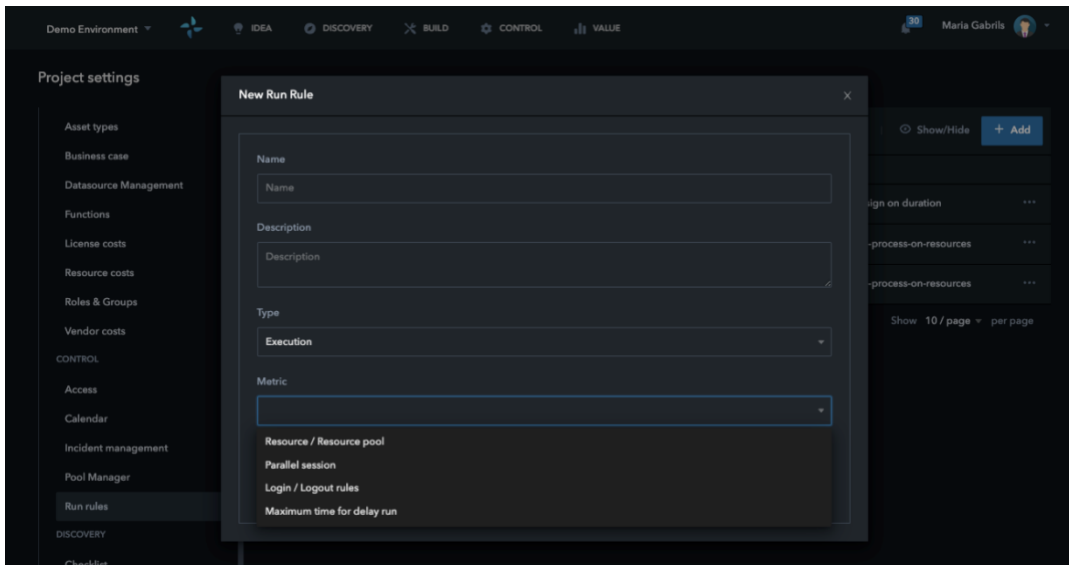 Demo Environment
IDEA
DISCOVERY
BUILD
CONTROL
VALUE
30
Maria Gabrils
Project settings
Asset types
Business case
Datasource Management
Functions
License costs
Resource costs
Roles & Groups
Vendor costs
CONTROL
Access
Calendar
Incident management
Pool Manager
Run rules
DISCOVERY
Checklist
New Run Rule
Name
Name
Description
Description
Type
Execution
Metric
Resource / Resource pool
Parallel session
Login / Logout rules
Maximum time for delay run
Show/Hide
+ Add
ign on duration
-process-on-resources
-process-on-resources
Show 10 / page per page